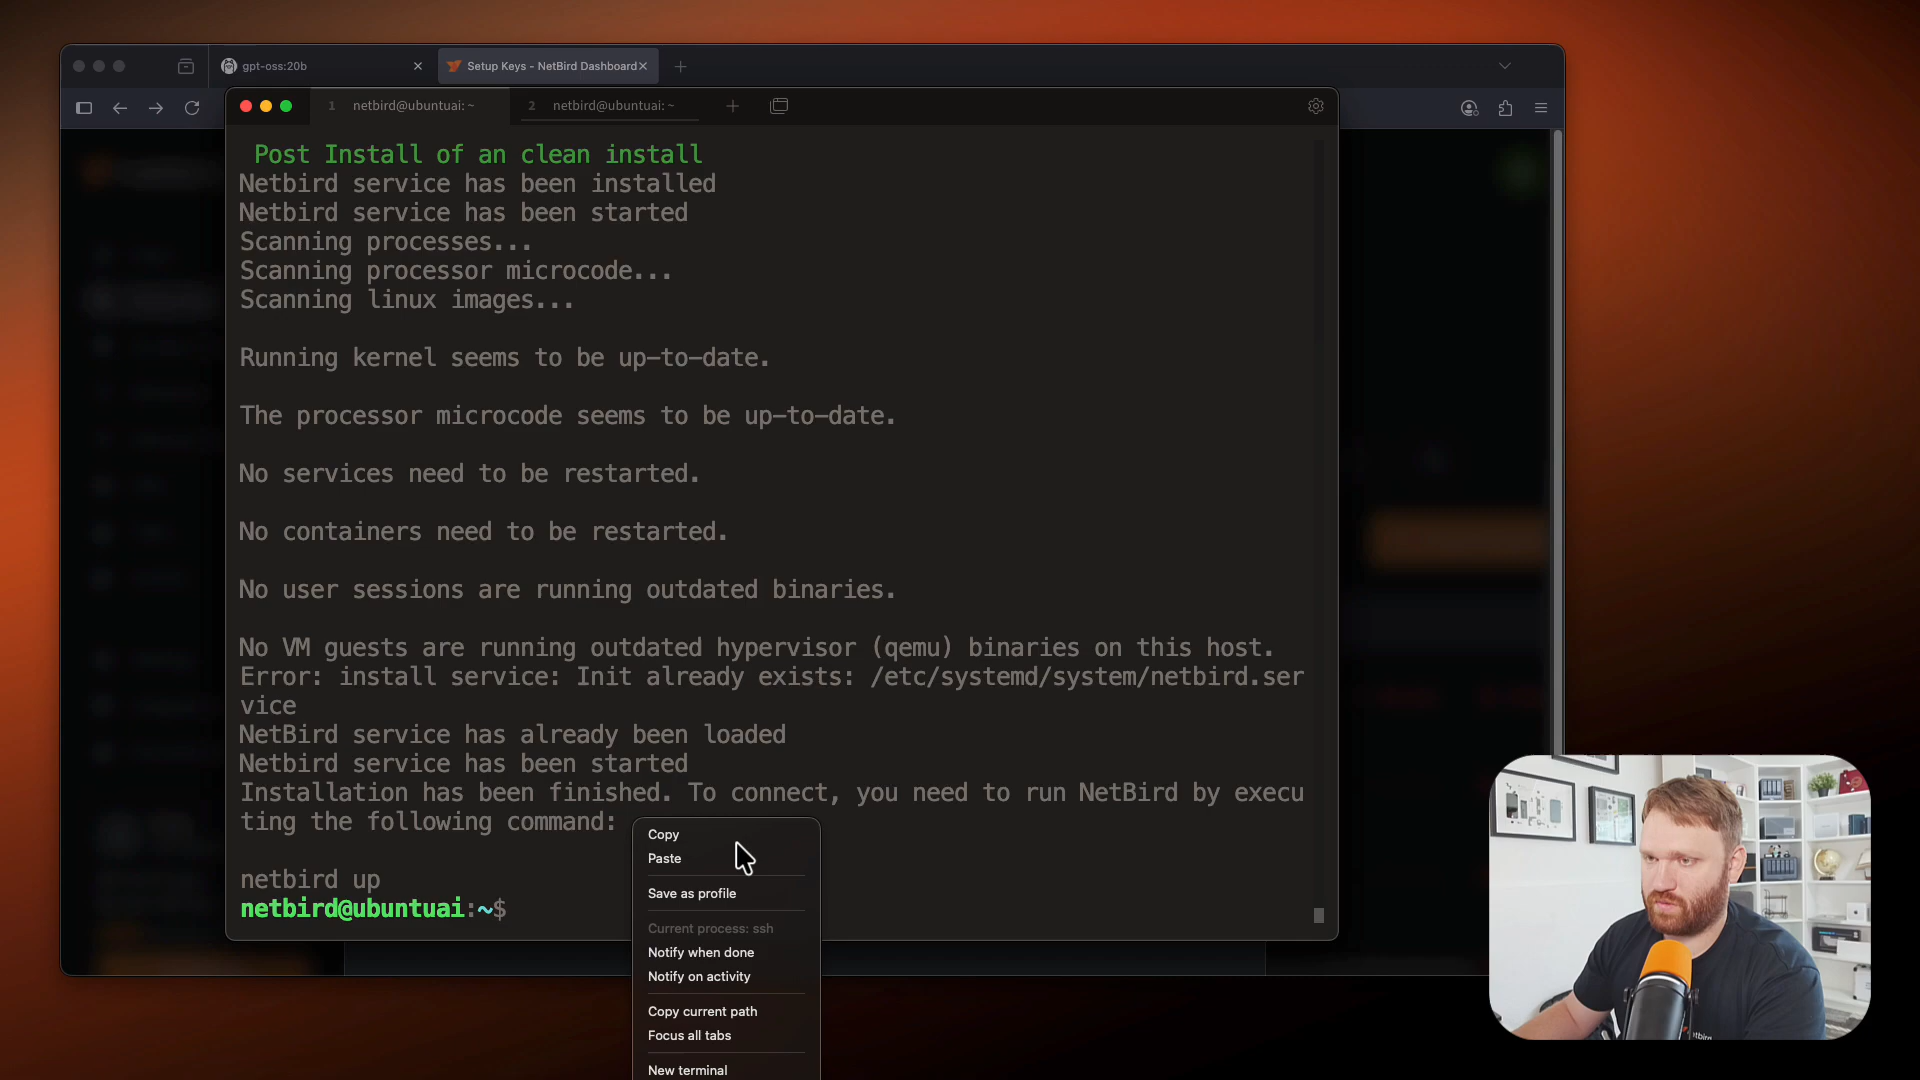 gpt-oss:20b
Setup Keys - NetBird Dashboard
1 netbird@ubuntuai: ~
2 netbird@ubuntuai: ~
Post Install of an clean install
Netbird service has been installed
Netbird service has been started
Scanning processes...
Scanning processor microcode...
Scanning linux images...
Running kernel seems to be up-to-date.
The processor microcode seems to be up-to-date.
No services need to be restarted.
No containers need to be restarted.
No user sessions are running outdated binaries.
No VM guests are running outdated hypervisor (qemu) binaries on this host.
Error: install service: Init already exists: /etc/systemd/system/netbird.ser
vice
NetBird service has already been loaded
Netbird service has been started
Installation has been finished. To connect, you need to run NetBird by execu
ting the following command:
netbird up
netbird@ubuntuai:~$
Copy
Paste
Save as profile
Current process: ssh
Notify when done
Notify on activity
Copy current path
Focus all tabs
New terminal
netbird